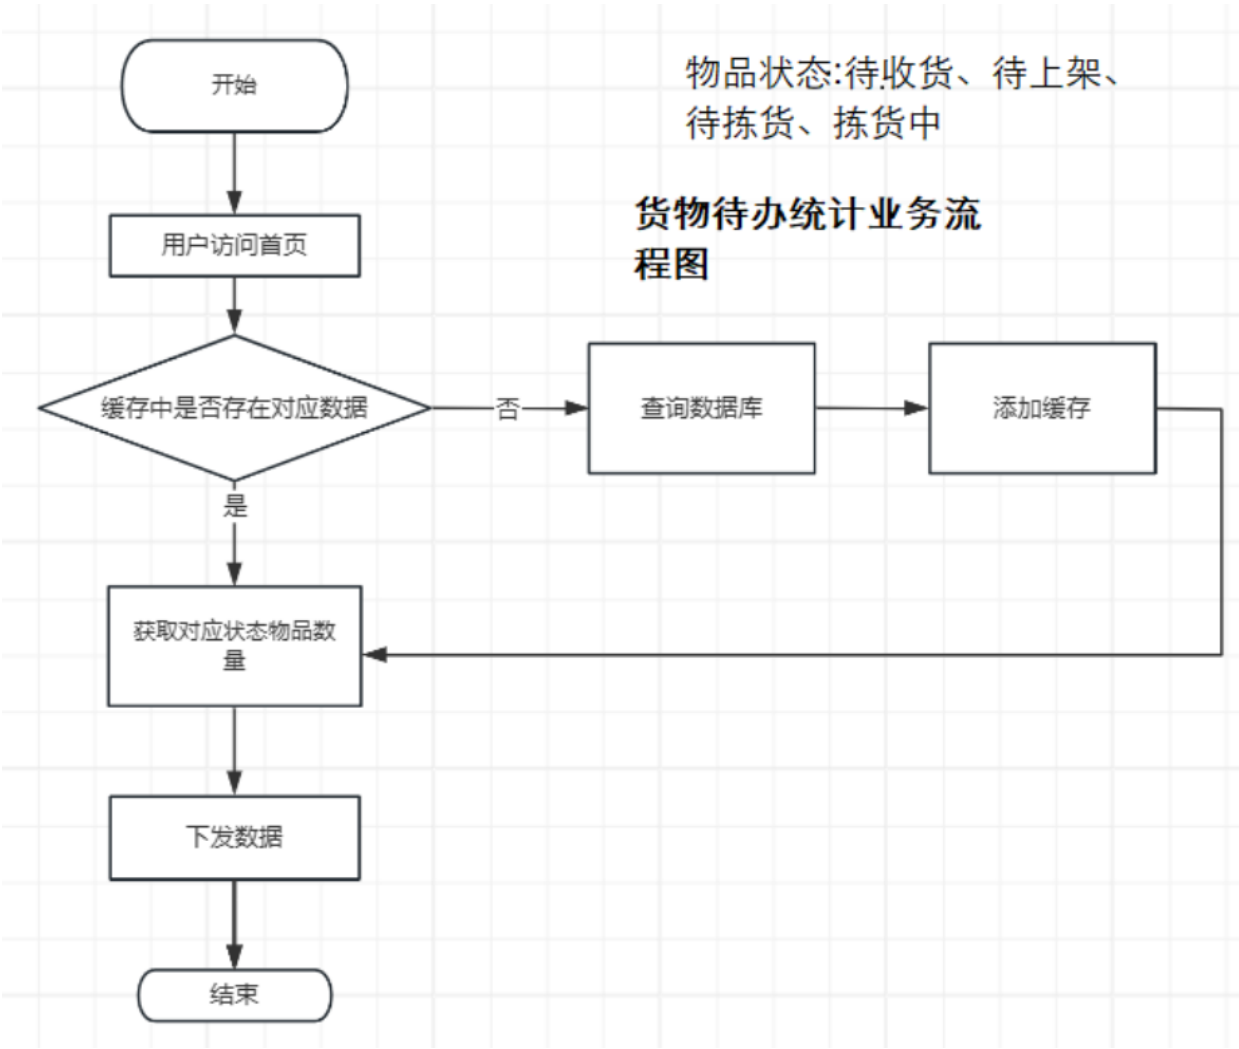 开始
物品状态:待收货、待上架、
待拣货、拣货中
货物待办统计业务流
程图
用户访问首页
缓存中是否存在对应数据
否
查询数据库
添加缓存
是
获取对应状态物品数
量
下发数据
结束